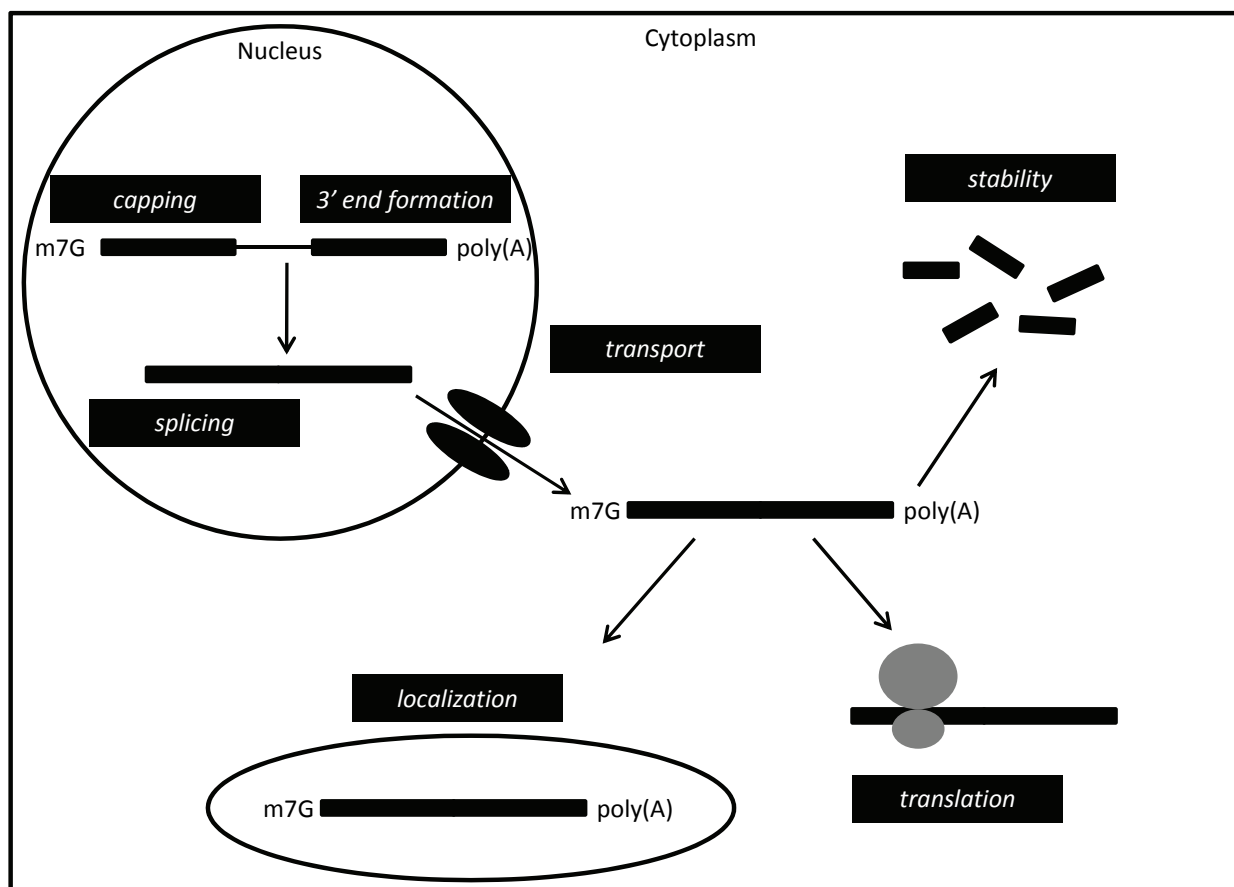 Nucleus
Cytoplasm
capping
3’ end formation
m7G
poly(A)
splicing
transport
stability
m7G
poly(A)
localization
m7G
poly(A)
translation